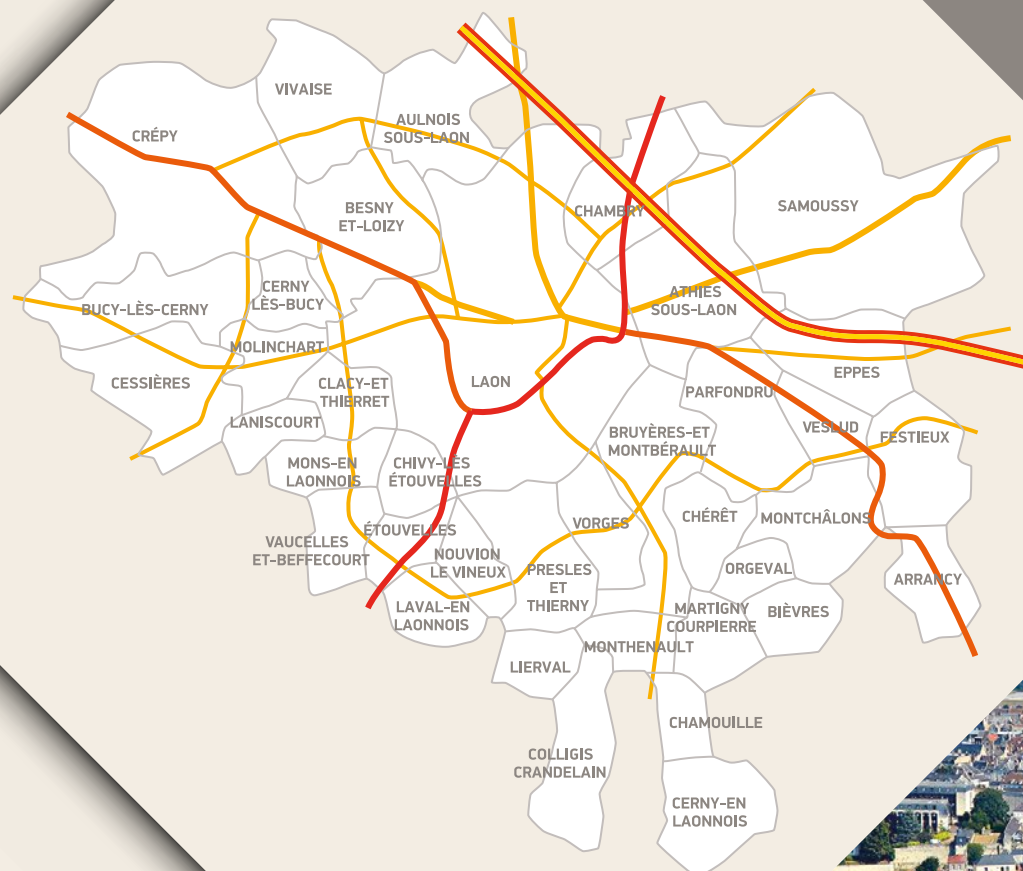 VIVAISE
CRÉPY
AULNOIS
SOUS-LAON
BESNY
ET-LOIZY
CHAMBRY
SAMOUSSY
CERNY
LÈS-BUCY
BUCY-LÈS-CERNY
ATHIES
SOUS-LAON
MOLINCHART
CESSIÈRES
CLACY-ET
THIERRET
LAON
EPPES
PARFONDRU
LANISCOURT
VESLUD
FESTIEUX
BRUYÈRES-ET
MONTBÉRAULT
MONS-EN
LAONNOIS
CHIVY-LÈS
ÉTOUVELLES
ÉTOUVELLES
VORGES
CHÉRÊT
MONTCHÂLONS
VAUCELLES
ET-BEFFECOURT
NOUVION
LE VINEUX
PRESLES
ET
THIERNY
ORGEVAL
ARRANCY
LAVAL-EN
LAONNOIS
MARTIGNY
COURPIERRE
BIÈVRES
MONTHENAULT
LIERVAL
CHAMOUILLE
COLLIGIS
CRANDELAIN
CERNY-EN
LAONNOIS